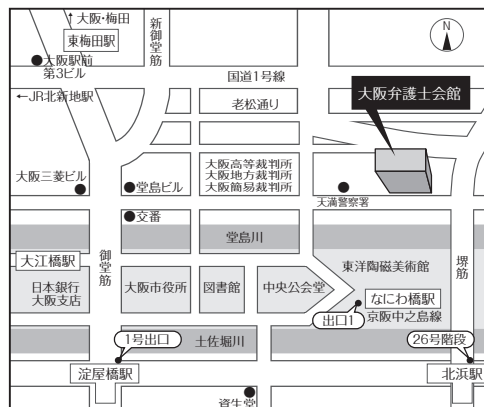 ↑大阪・梅田
東梅田駅
新御堂筋
N
大阪駅前
第3ビル
国道1号線
←JR北新地駅
老松通り
大阪弁護士会館
大阪高等裁判所
大阪地方裁判所
大阪簡易裁判所
大阪三菱ビル
堂島ビル
天満警察署
交番
堂島川
大江橋駅
御堂筋
東洋陶磁美術館
堺筋
日本銀行
大阪支店
大阪市役所
図書館
中央公会堂
なにわ橋駅
出口1
京阪中之島線
1号出口
土佐堀川
26号階段
淀屋橋駅
北浜駅
資生堂